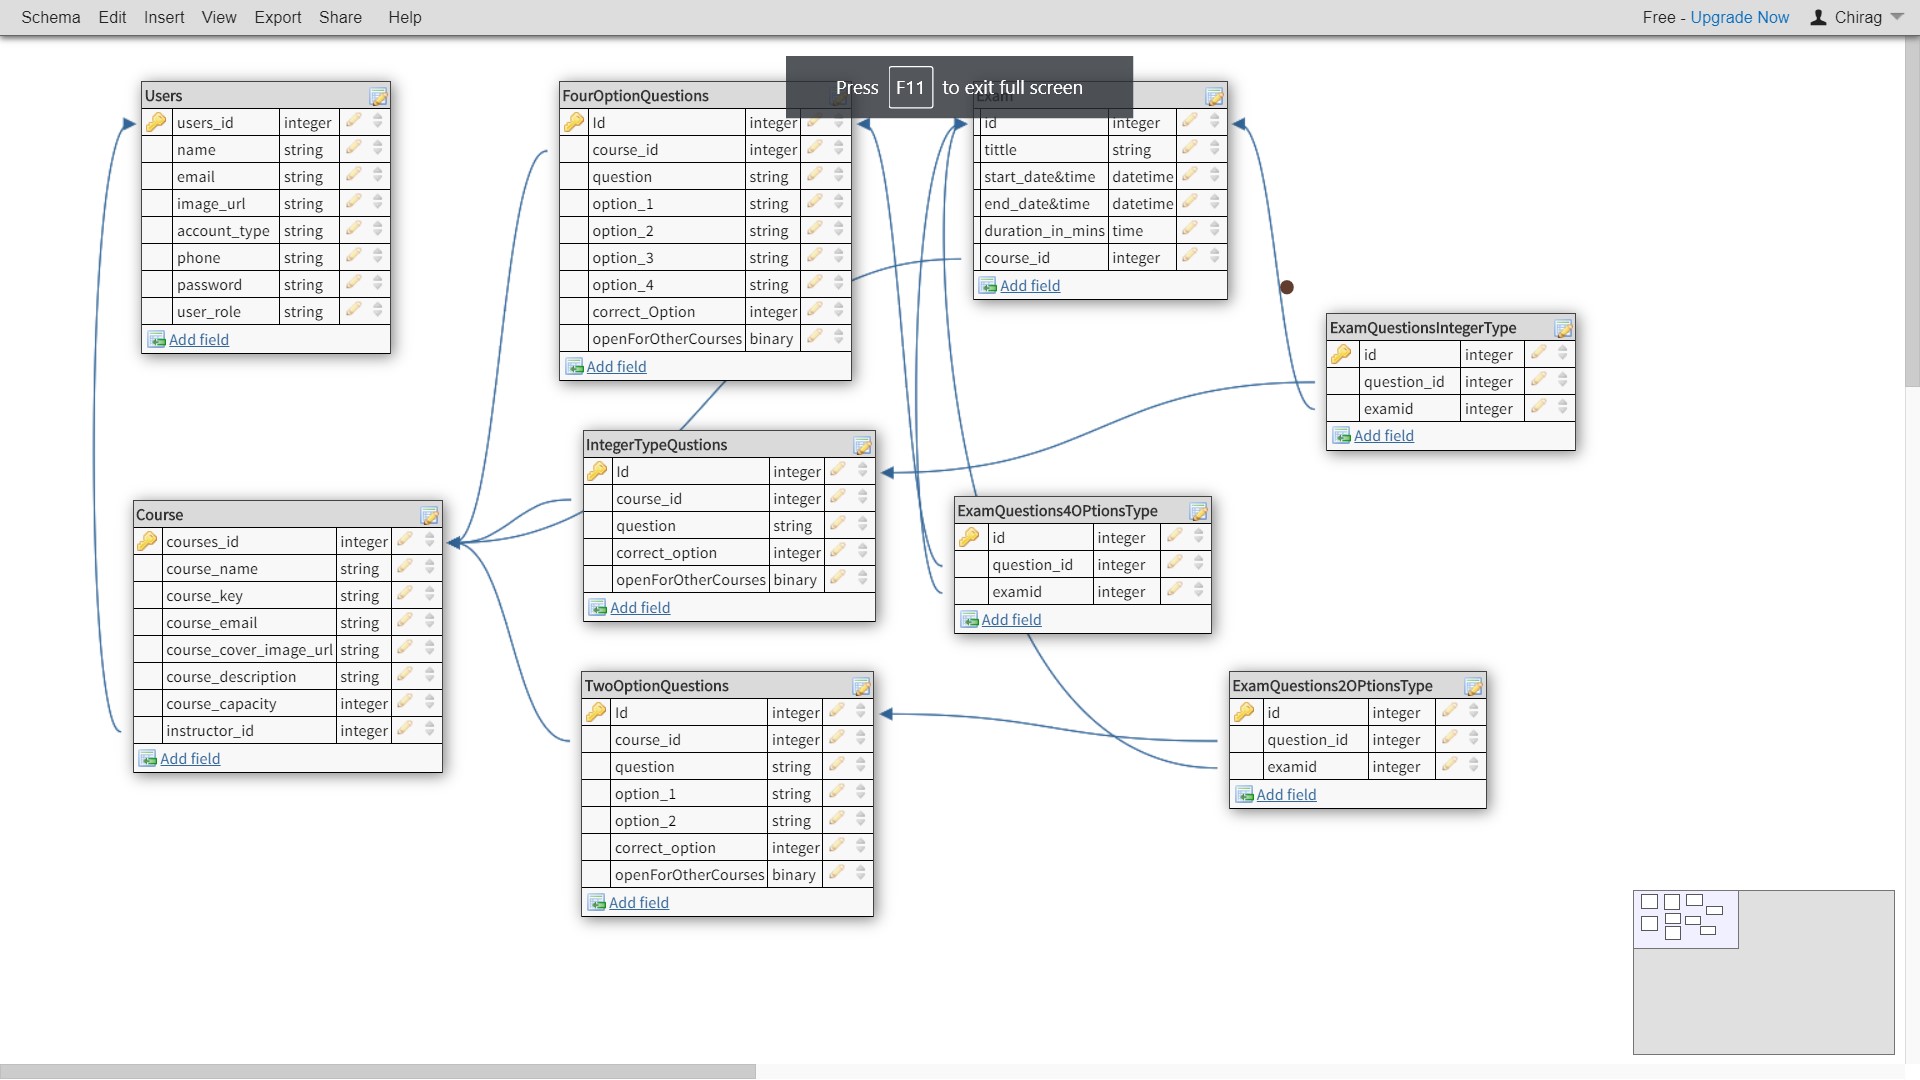 Schema Edit Insert View Export Share Help Free - Upgrade Now Chirag
Press F11 to exit full screen
Users
users_id integer
name string
email string
image_url string
account_type string
phone string
password string
user_role string
Add field
FourOptionQuestions
Id integer
course_id integer
question string
option_1 string
option_2 string
option_3 string
option_4 string
correct_Option integer
openForOtherCourses binary
Add field
Exam
id integer
tittle string
start_date&time datetime
end_date&time datetime
duration_in_mins time
course_id integer
Add field
ExamQuestionsIntegerType
id integer
question_id integer
examid integer
Add field
IntegerTypeQustions
Id integer
course_id integer
question string
correct_option integer
openForOtherCourses binary
Add field
Course
courses_id integer
course_name string
course_key string
course_email string
course_cover_image_url string
course_description string
course_capacity integer
instructor_id integer
Add field
ExamQuestions4OPtionsType
id integer
question_id integer
examid integer
Add field
TwoOptionQuestions
Id integer
course_id integer
question string
option_1 string
option_2 string
correct_option integer
openForOtherCourses binary
Add field
ExamQuestions2OPtionsType
id integer
question_id integer
examid integer
Add field